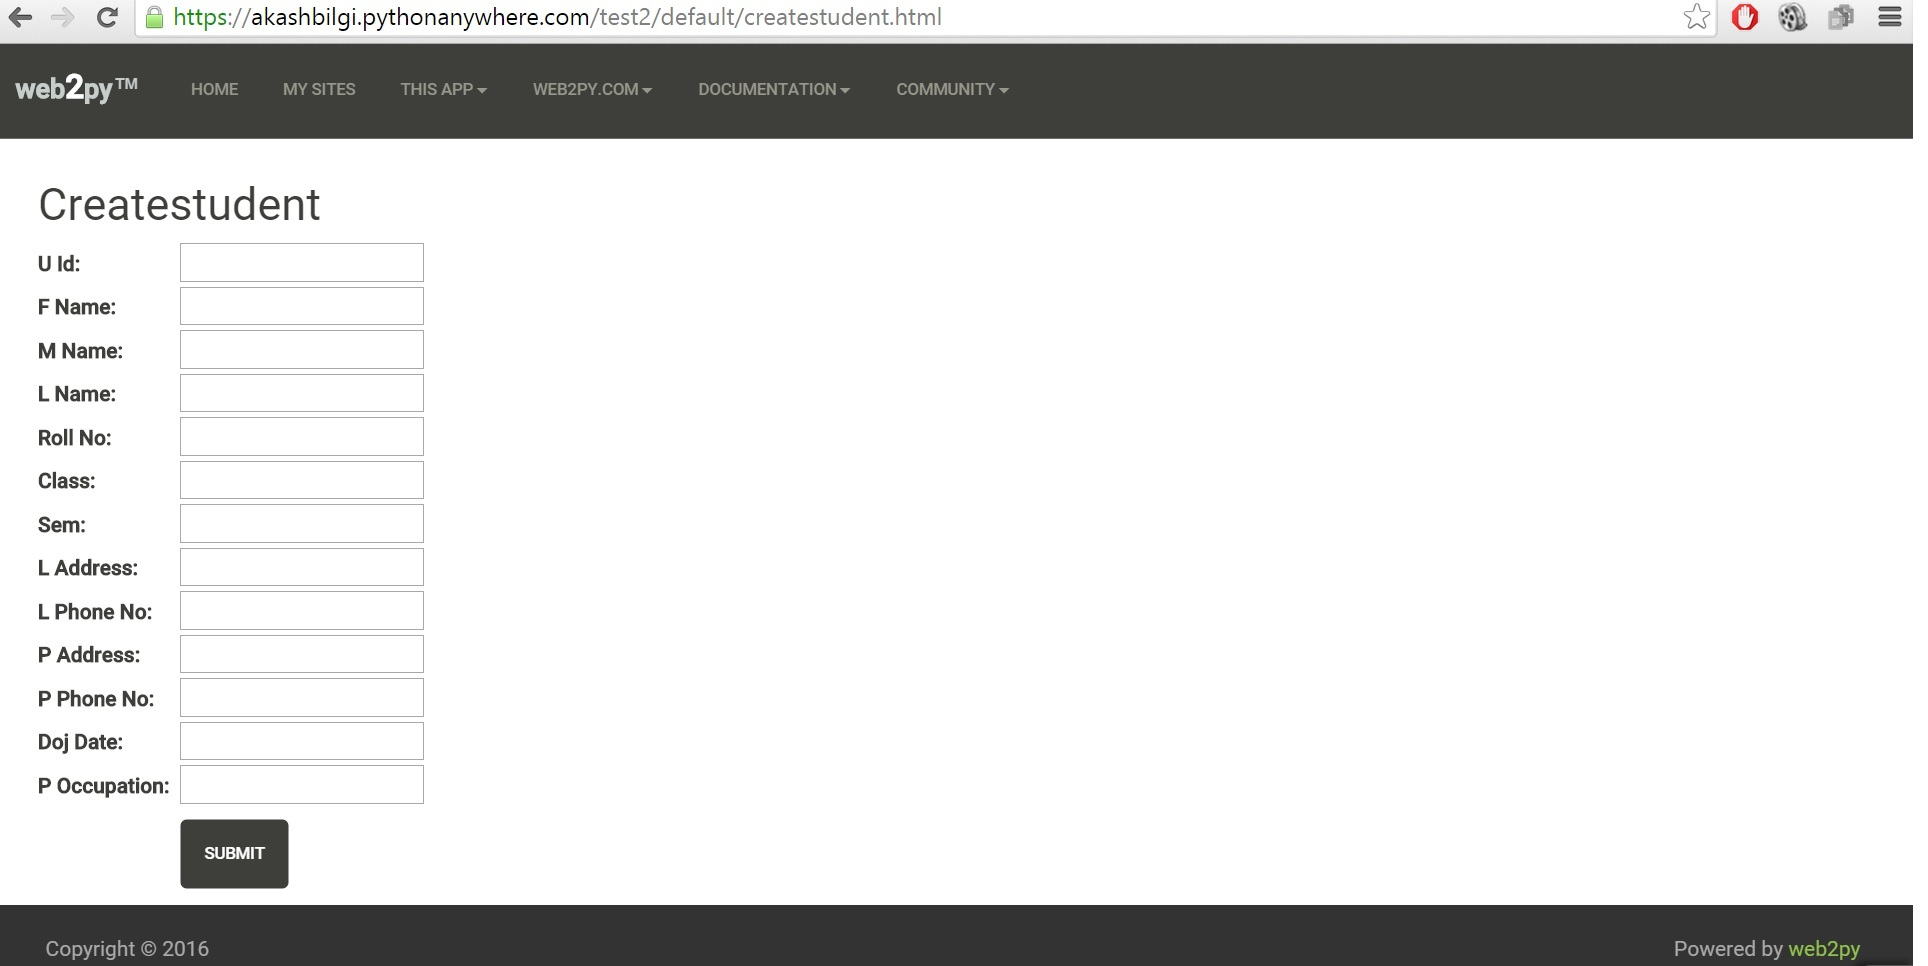 https://akashbilgi.pythonanywhere.com/test2/default/createstudent.html
web2py™ HOME MY SITES THIS APP WEB2PY.COM DOCUMENTATION COMMUNITY
Createstudent
U Id:
F Name:
M Name:
L Name:
Roll No:
Class:
Sem:
L Address:
L Phone No:
P Address:
P Phone No:
Doj Date:
P Occupation:
SUBMIT
Copyright © 2016 Powered by web2py